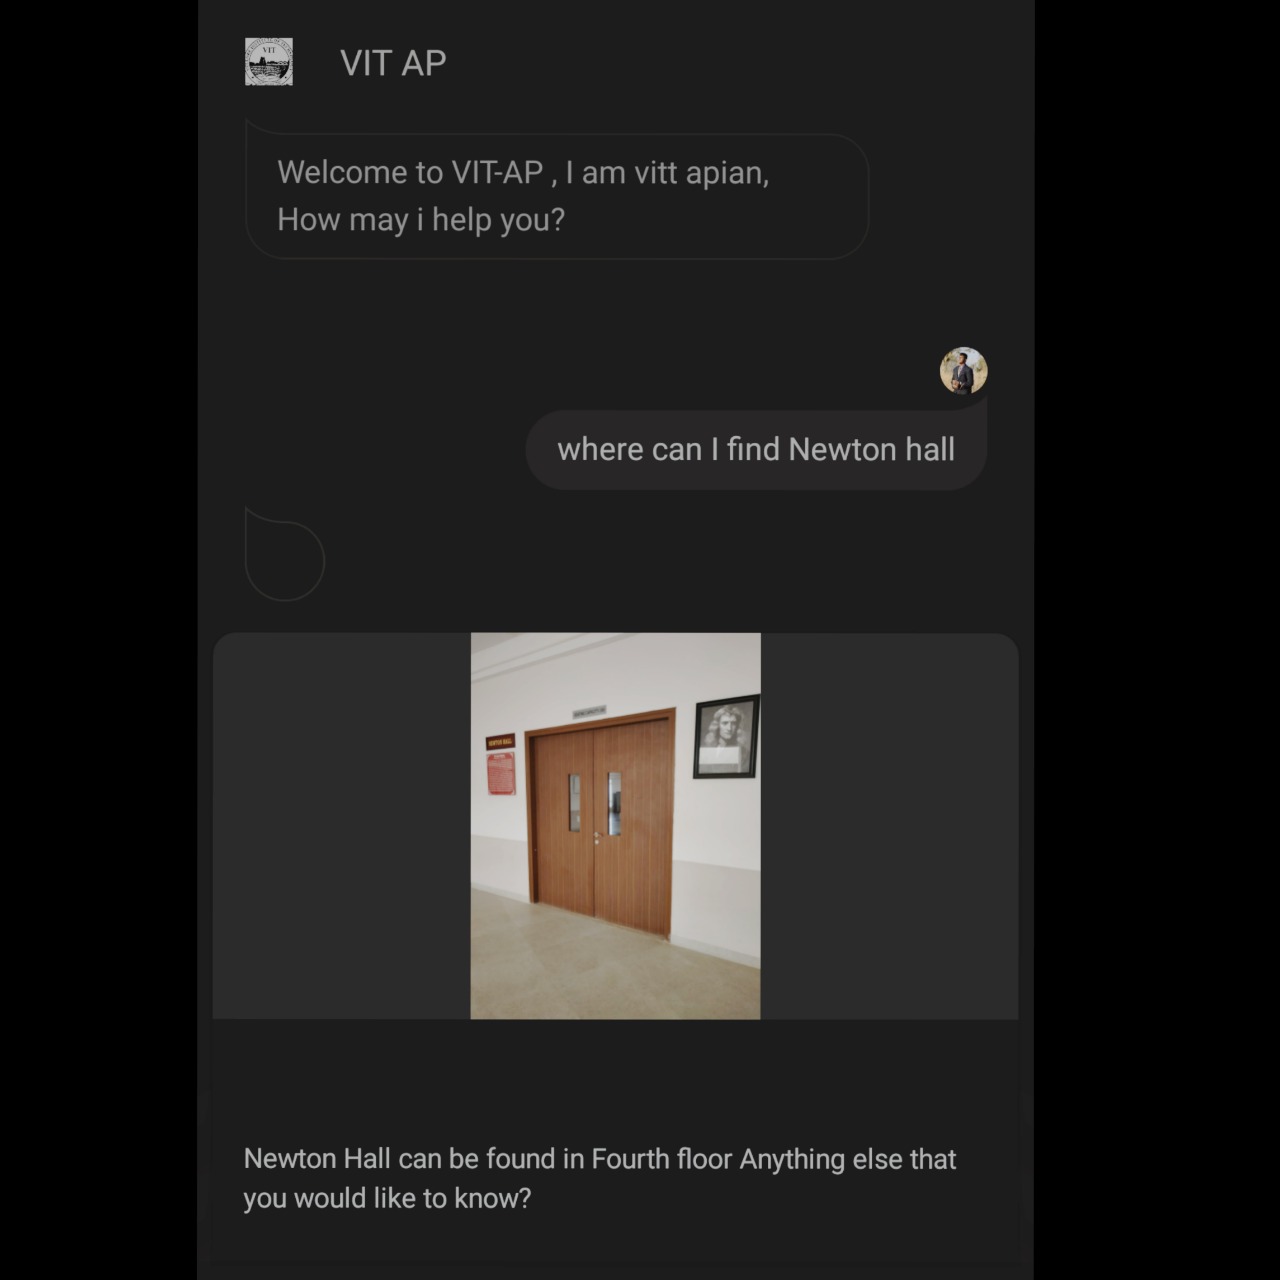 VIT
VIT AP
Welcome to VIT-AP , I am vitt apian,
How may i help you?
where can I find Newton hall
NEWTON HALL
Newton Hall can be found in Fourth floor Anything else that
you would like to know?